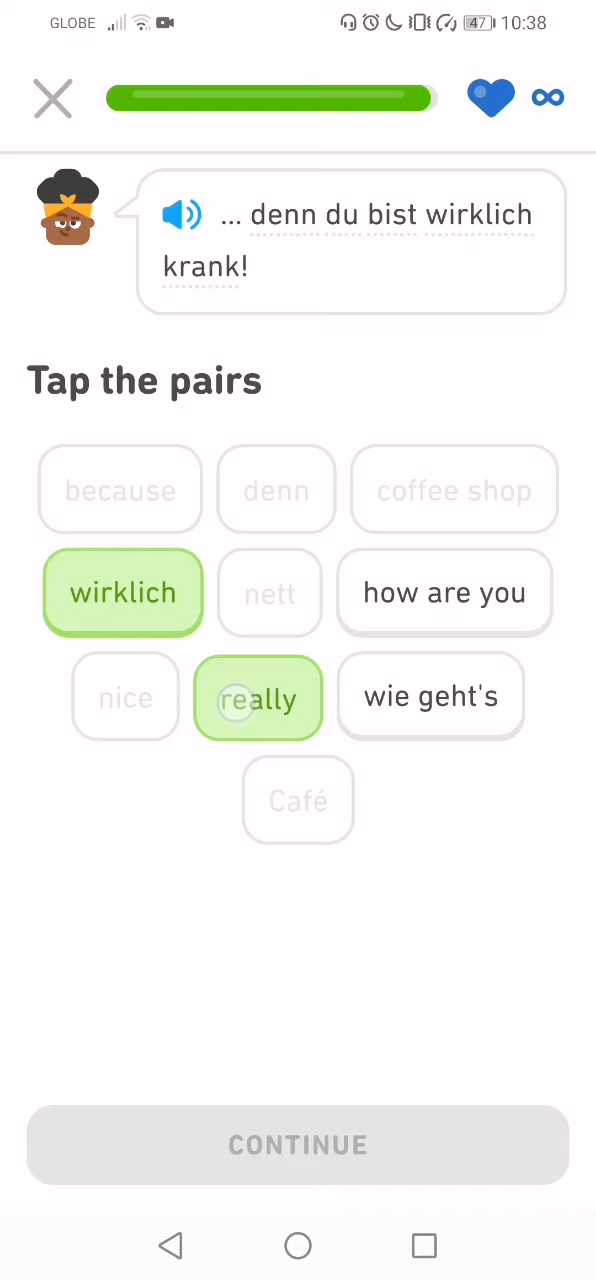 GLOBE 47 10:38
... denn du bist wirklich
krank!
Tap the pairs
because denn coffee shop
wirklich nett how are you
nice really wie geht's
Café
CONTINUE